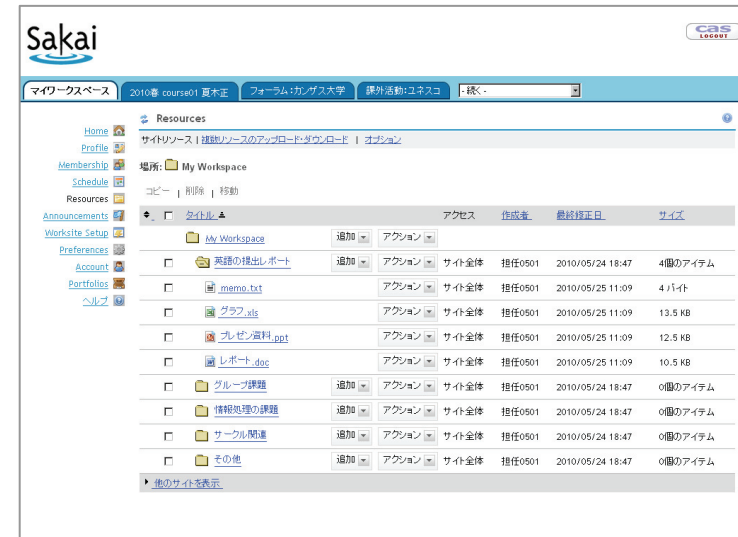 Sakai
cas
LOGOUT
マイワークスペース 2010春 course01 夏木正 フォーラム:カンザス大学 課外活動:ユネスコ - 続く -
Resources
サイトリソース | 複数リソースのアップロード・ダウンロード | オプション
Home
Profile
Membership
Schedule
Resources
Announcements
Worksite Setup
Preferences
Account
Portfolios
ヘルプ
場所: My Workspace
コピー | 削除 | 移動
タイトル アクセス 作成者 最終修正日 サイズ
My Workspace 追加 アクション
英語の提出レポート 追加 アクション サイト全体 担任0501 2010/05/24 18:47 4個のアイテム
memo.txt アクション サイト全体 担任0501 2010/05/25 11:09 4 バイト
グラフ.xls アクション サイト全体 担任0501 2010/05/25 11:09 13.5 KB
プレゼン資料.ppt アクション サイト全体 担任0501 2010/05/25 11:09 12.5 KB
レポート.doc アクション サイト全体 担任0501 2010/05/25 11:09 10.5 KB
グループ課題 追加 アクション サイト全体 担任0501 2010/05/24 18:47 0個のアイテム
情報処理の課題 追加 アクション サイト全体 担任0501 2010/05/24 18:47 0個のアイテム
サークル関連 追加 アクション サイト全体 担任0501 2010/05/24 18:47 0個のアイテム
その他 追加 アクション サイト全体 担任0501 2010/05/24 18:47 0個のアイテム
他のサイトを表示